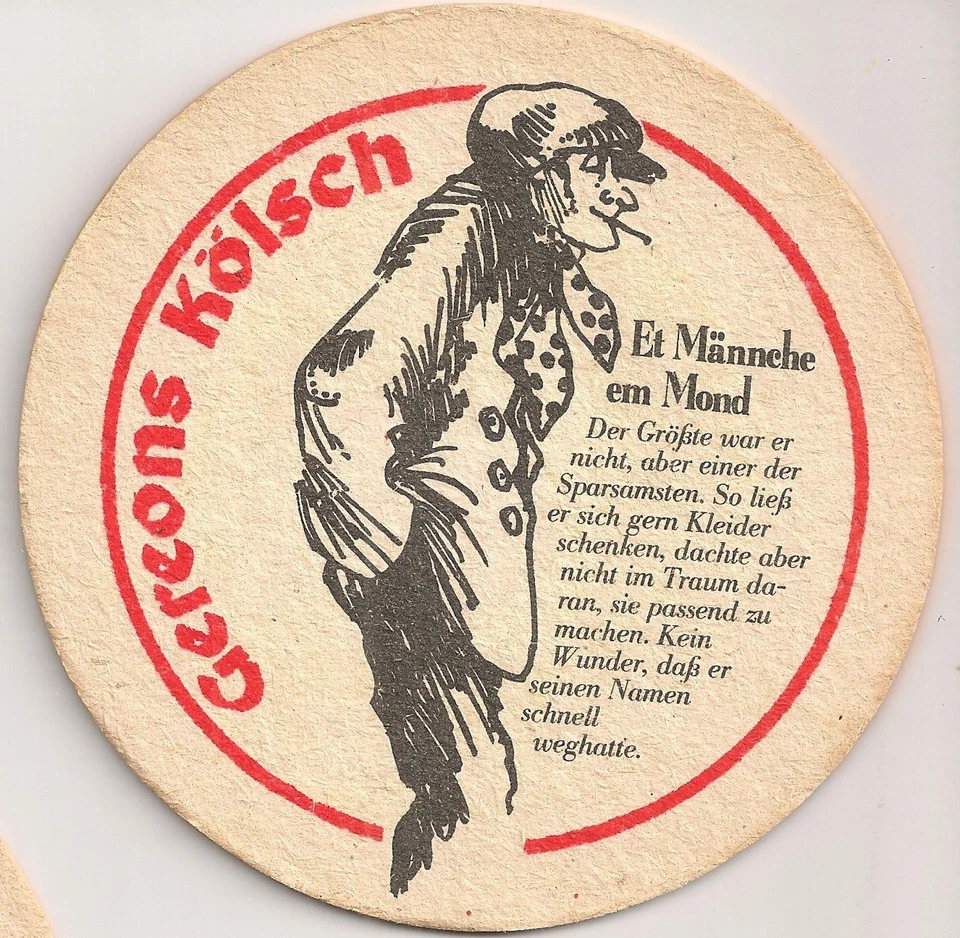 Gereons Kölsch
Et Männche
em Mond
Der Größte war er
nicht, aber einer der
Sparsamsten. So ließ
er sich gern Kleider
schenken, dachte aber
nicht im Traum da-
ran, sie passend zu
machen. Kein
Wunder, daß er
seinen Namen
schnell
weghatte.